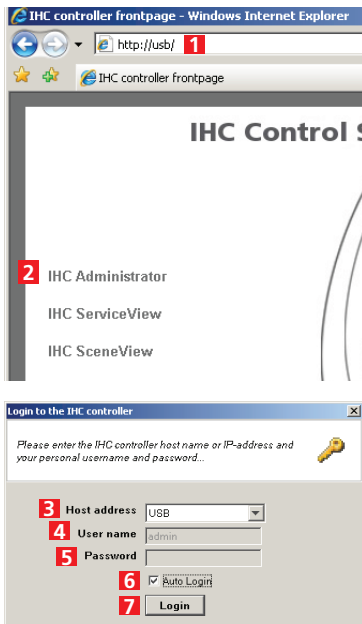 IHC controller frontpage - Windows Internet Explorer
http://usb/ 1
IHC controller frontpage
IHC Control
2 IHC Administrator
IHC ServiceView
IHC SceneView
Login to the IHC controller
Please enter the IHC controller host name or IP-address and
your personal username and password...
3 Host address USB
4 User name admin
5 Password
6 Auto Login
7 Login